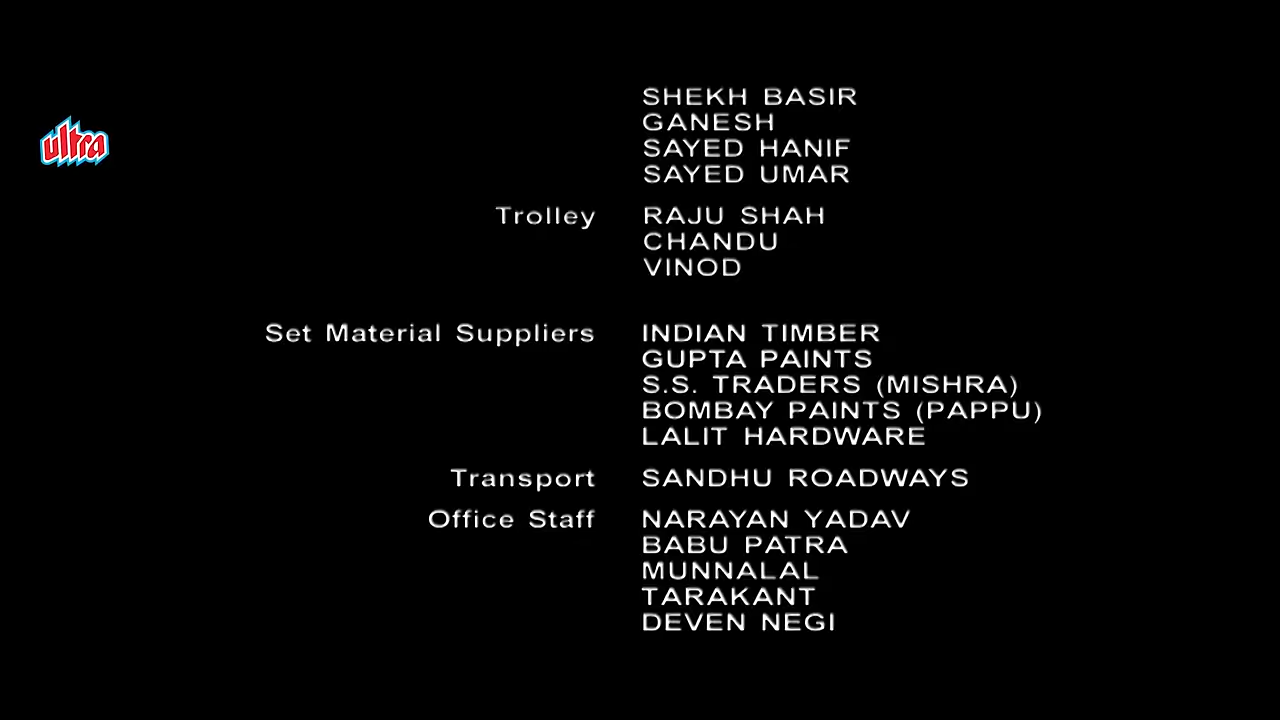 ultra
SHEKH BASIR
GANESH
SAYED HANIF
SAYED UMAR
Trolley RAJU SHAH
CHANDU
VINOD
Set Material Suppliers INDIAN TIMBER
GUPTA PAINTS
S.S. TRADERS (MISHRA)
BOMBAY PAINTS (PAPPU)
LALIT HARDWARE
Transport SANDHU ROADWAYS
Office Staff NARAYAN YADAV
BABU PATRA
MUNNALAL
TARAKANT
DEVEN NEGI